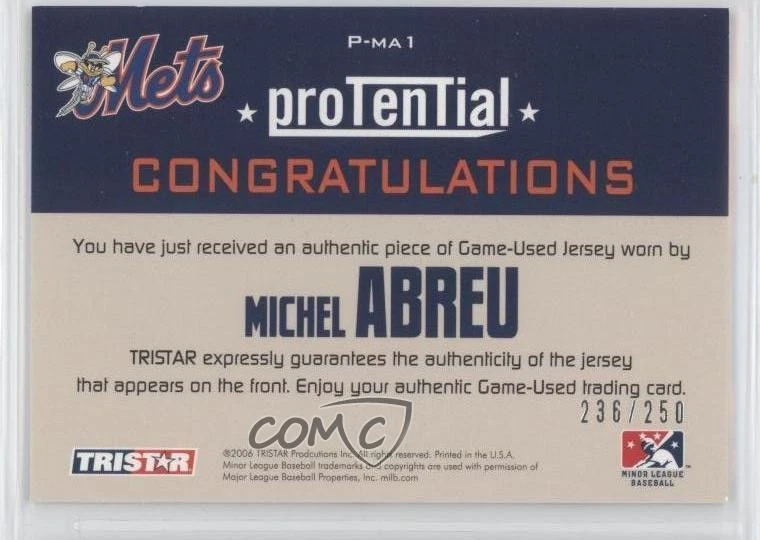 P-MA1
Mets
proTenTial
CONGRATULATIONS
You have just received an authentic piece of Game-Used Jersey worn by
MICHEL ABREU
TRISTAR expressly guarantees the authenticity of the jersey
that appears on the front. Enjoy your authentic Game-Used trading card.
236/250
COMC
TRISTAR
©2006 TRISTAR Productions Inc. All rights reserved. Printed in the U.S.A.
Minor League Baseball trademarks and copyrights are used with permission of
Major League Baseball Properties, Inc. milb.com
MINOR LEAGUE
BASEBALL